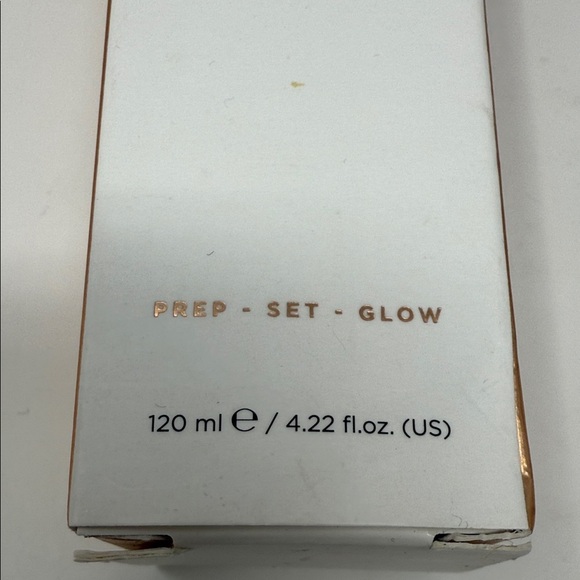 PREP - SET - GLOW
120 ml ℮ / 4.22 fl.oz. (US)